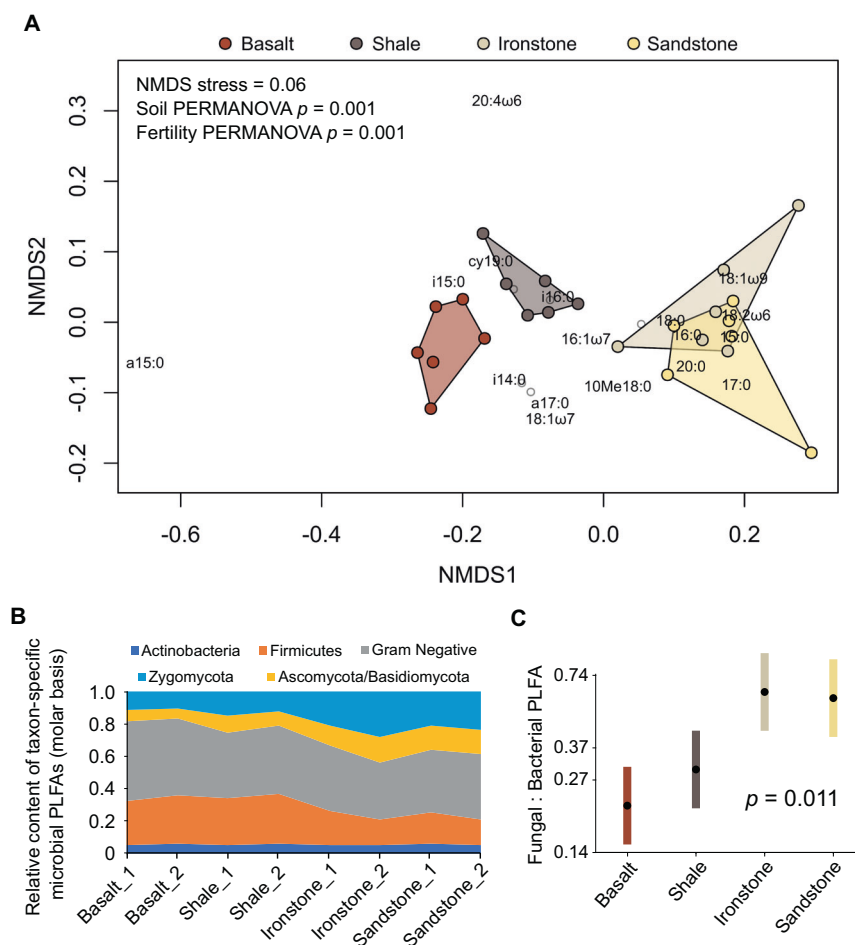 A
Basalt Shale Ironstone Sandstone
NMDS stress = 0.06
Soil PERMANOVA p = 0.001
Fertility PERMANOVA p = 0.001
20:4ω6
cy19:0
i15:0
i16:0
18:1ω9
18:0
18:2ω6
16:1ω7
16:0
15:0
a15:0
i14:0
20:0
10Me18:0
17:0
a17:0
18:1ω7
NMDS2
0.3
0.2
0.1
0.0
-0.1
-0.2
-0.6 -0.4 -0.2 0.0 0.2
NMDS1
B
Actinobacteria Firmicutes Gram Negative
Zygomycota Ascomycota/Basidiomycota
Relative content of taxon-specific
microbial PLFAs (molar basis)
1.0
0.8
0.6
0.4
0.2
0
Basalt_1
Basalt_2
Shale_1
Shale_2
Ironstone_1
Ironstone_2
Sandstone_1
Sandstone_2
C
Fungal : Bacterial PLFA
0.74
0.37
0.27
0.14
p = 0.011
Basalt
Shale
Ironstone
Sandstone